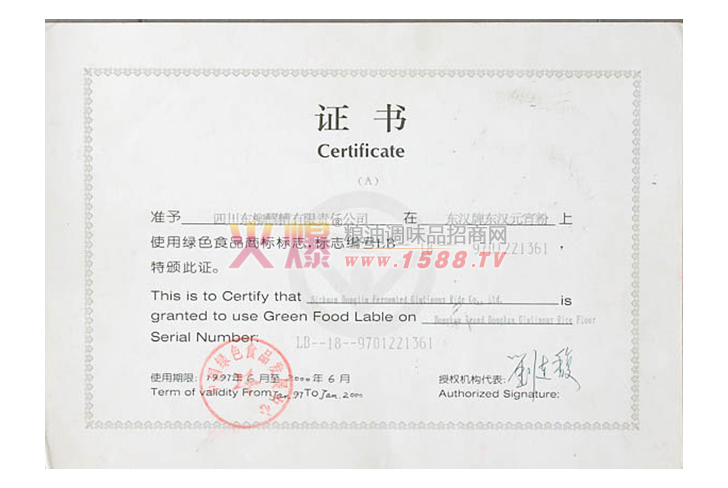 证书
Certificate
（A）
准予 四川东柳醪糟有限责任公司 在 东汉牌东汉元宵粉 上
使用绿色食品商标标志，标志编号LB--18--9701221361，
特颁此证。
火爆 粮油调味品招商网
www.1588.TV
This is to Certify that Sichuan Dongliu Fermented Glutinous Rice Co., Ltd. is
granted to use Green Food Lable on Donghan Brand Donghan Glutinous Rice Flour
Serial Number: LB--18--9701221361
使用期限：1997年6月至2000年6月
授权机构代表：
Term of validity From Jan,97 To Jan.2000
Authorized Signature: